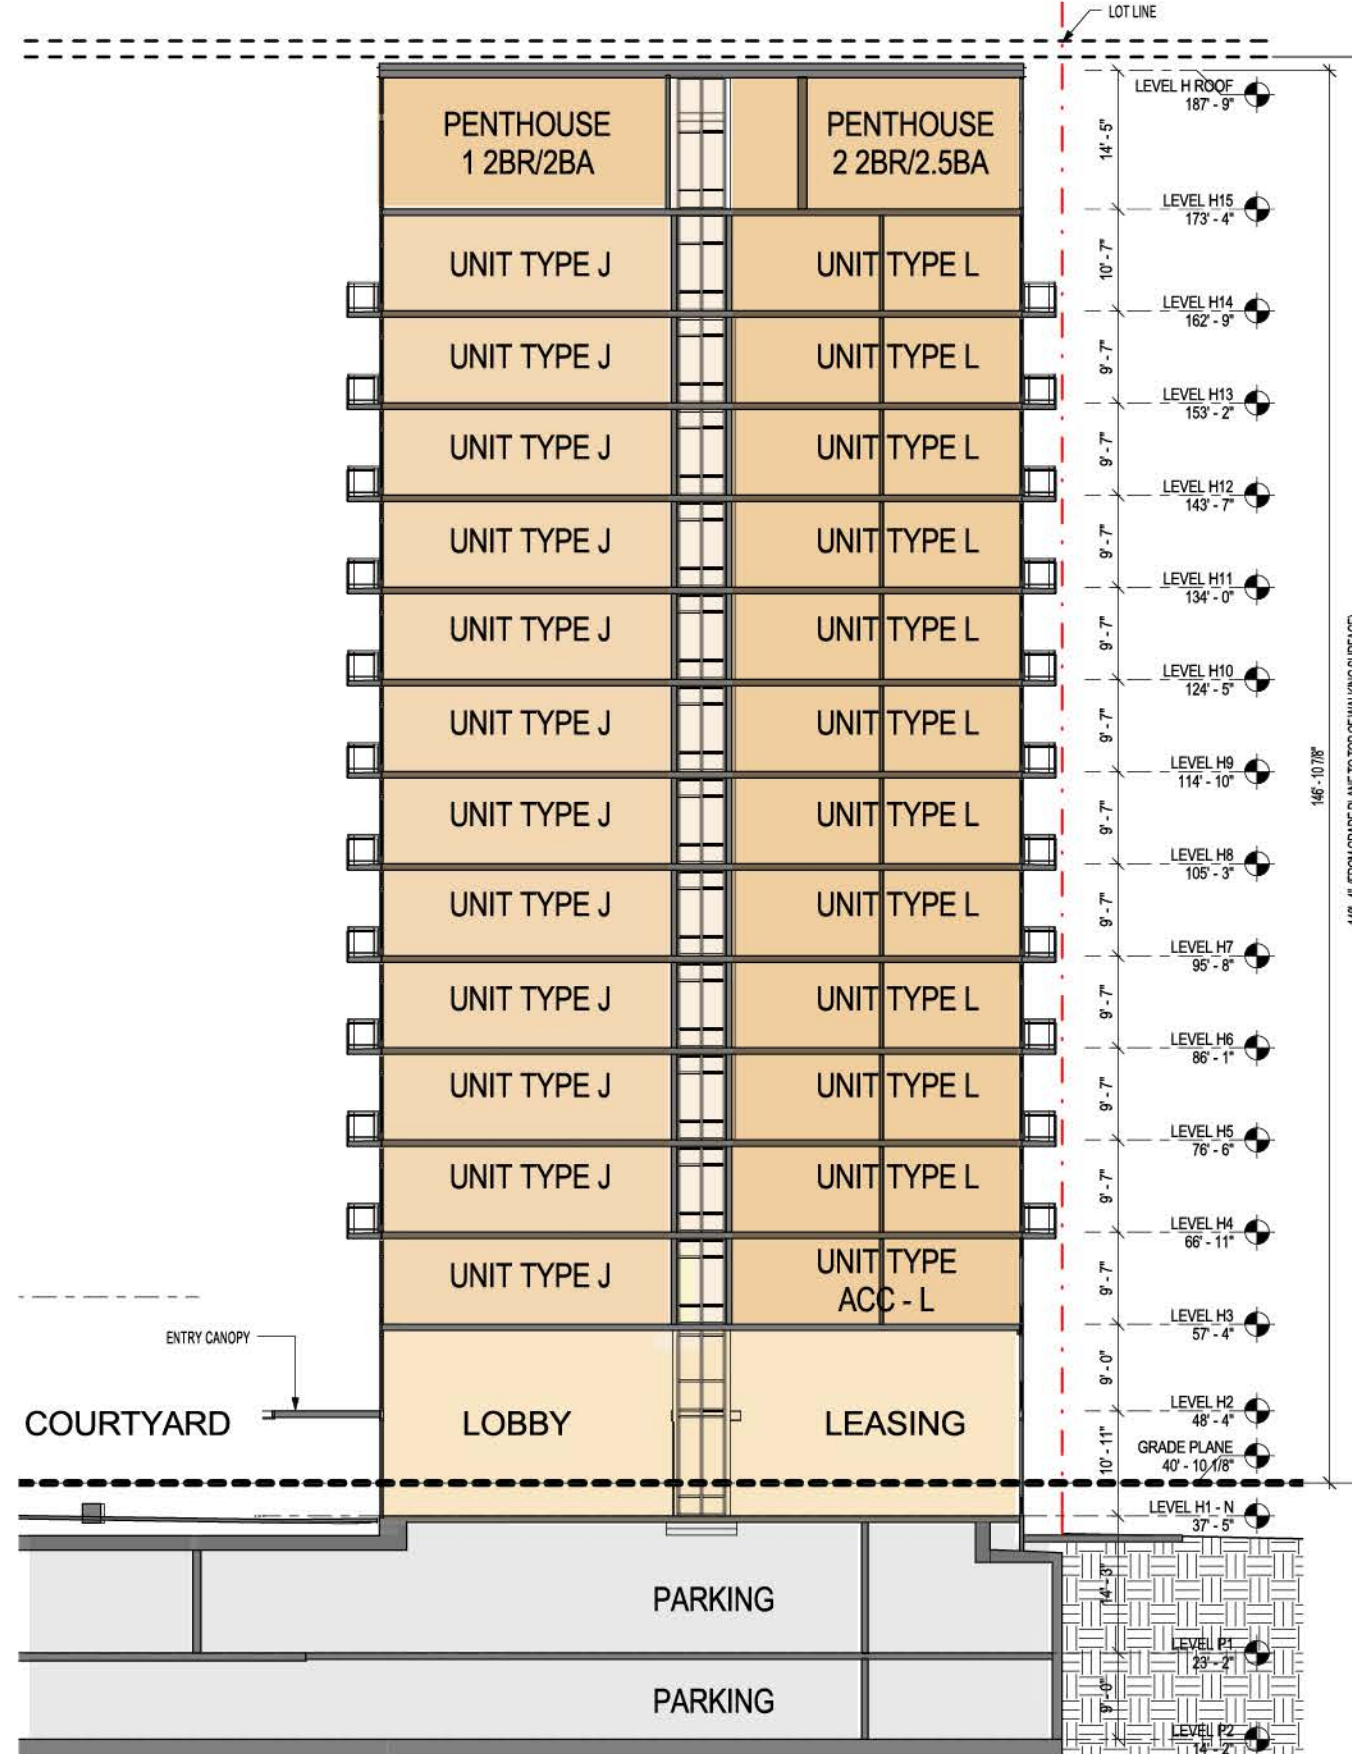 LOT LINE
LEVEL H ROOF
187' - 9"
14' - 5"
PENTHOUSE
1 2BR/2BA
PENTHOUSE
2 2BR/2.5BA
LEVEL H15
173' - 4"
10' - 7"
UNIT TYPE J
UNIT TYPE L
LEVEL H14
162' - 9"
9' - 7"
UNIT TYPE J
UNIT TYPE L
LEVEL H13
153' - 2"
9' - 7"
UNIT TYPE J
UNIT TYPE L
LEVEL H12
143' - 7"
9' - 7"
UNIT TYPE J
UNIT TYPE L
LEVEL H11
134' - 0"
9' - 7"
UNIT TYPE J
UNIT TYPE L
LEVEL H10
124' - 5"
9' - 7"
UNIT TYPE J
UNIT TYPE L
LEVEL H9
114' - 10"
146' - 10 7/8"
9' - 7"
UNIT TYPE J
UNIT TYPE L
LEVEL H8
105' - 3"
9' - 7"
UNIT TYPE J
UNIT TYPE L
LEVEL H7
95' - 8"
9' - 7"
UNIT TYPE J
UNIT TYPE L
LEVEL H6
86' - 1"
9' - 7"
UNIT TYPE J
UNIT TYPE L
LEVEL H5
76' - 6"
9' - 7"
UNIT TYPE J
UNIT TYPE L
LEVEL H4
66' - 11"
9' - 7"
UNIT TYPE J
UNIT TYPE
ACC - L
LEVEL H3
57' - 4"
ENTRY CANOPY
9' - 0"
LEVEL H2
48' - 4"
COURTYARD
LOBBY
LEASING
10' - 11"
GRADE PLANE
40' - 10 1/8"
LEVEL H1 - N
37' - 5"
14' - 3"
PARKING
LEVEL P1
23' - 2"
9' - 0"
PARKING
LEVEL P2
14' - 2"